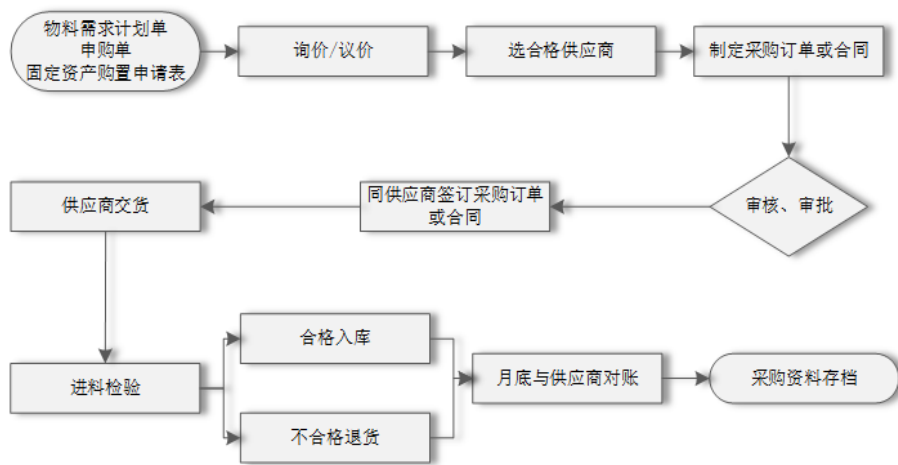 物料需求计划单
申购单
固定资产购置申请表
询价/议价
选合格供应商
制定采购订单或合同
审核、审批
同供应商签订采购订单
或合同
供应商交货
进料检验
合格入库
不合格退货
月底与供应商对账
采购资料存档